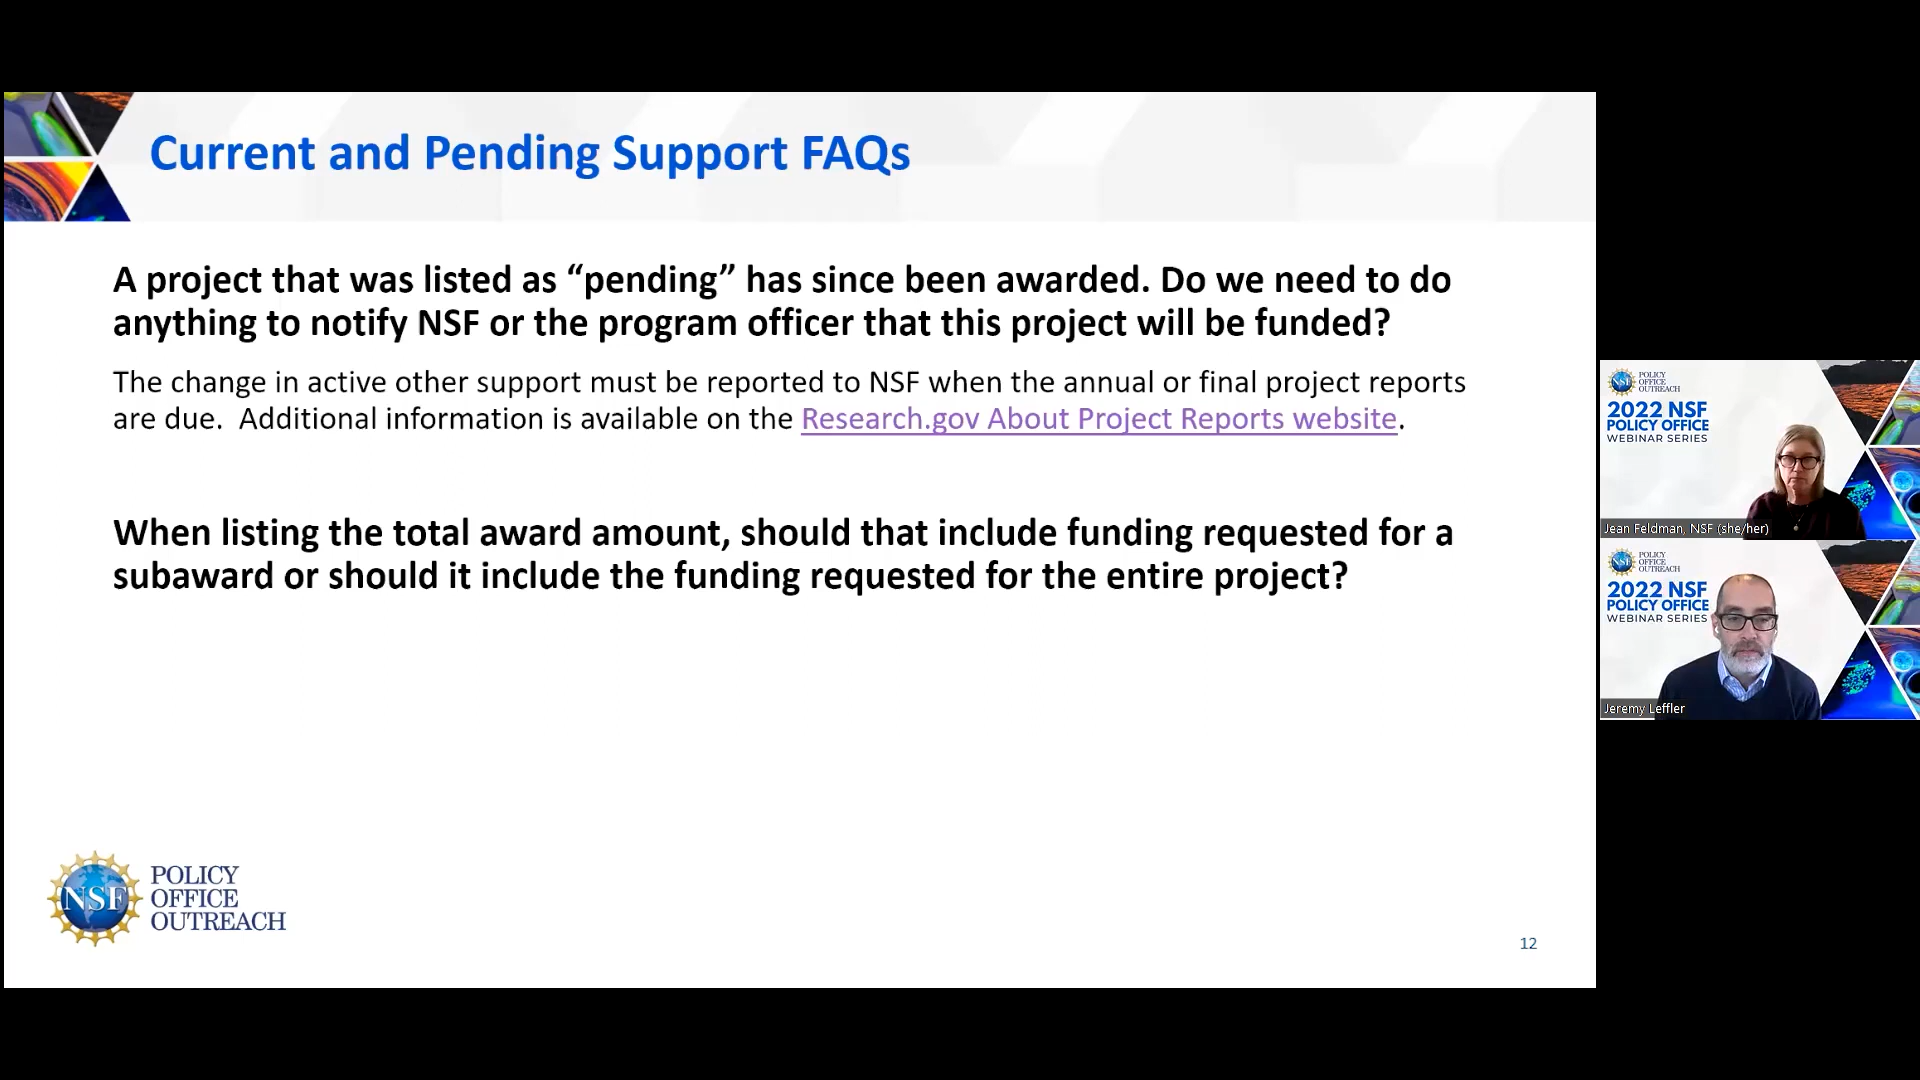 Current and Pending Support FAQs
A project that was listed as “pending” has since been awarded. Do we need to do
anything to notify NSF or the program officer that this project will be funded?
The change in active other support must be reported to NSF when the annual or final project reports
are due.  Additional information is available on the Research.gov About Project Reports website.
When listing the total award amount, should that include funding requested for a
subaward or should it include the funding requested for the entire project?
NSF
POLICY
OFFICE
OUTREACH
12
NSF
POLICY
OFFICE
OUTREACH
2022 NSF
POLICY OFFICE
WEBINAR SERIES
Jean Feldman, NSF (she/her)
NSF
POLICY
OFFICE
OUTREACH
2022 NSF
POLICY OFFICE
WEBINAR SERIES
Jeremy Leffler